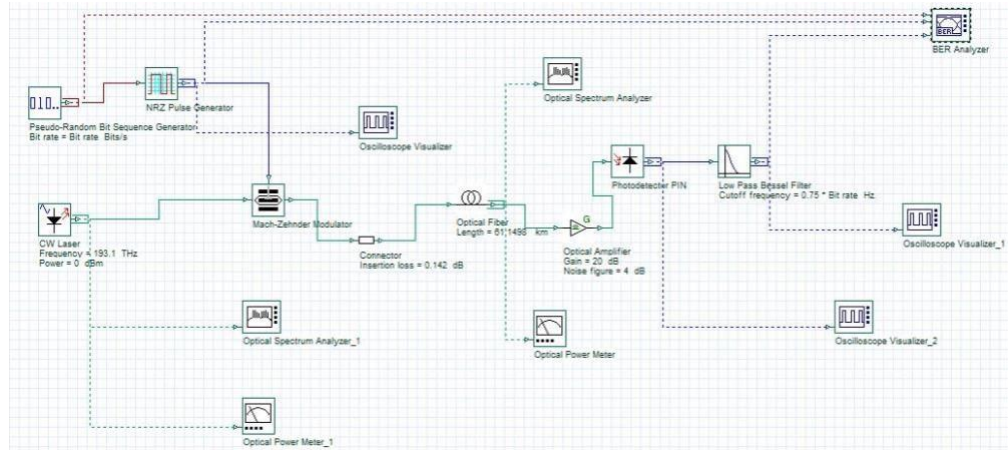 BER
BER Analyzer
NRZ Pulse Generator
Optical Spectrum Analyzer
010..
Pseudo-Random Bit Sequence Generator
Bit rate = Bit rate Bits/s
Oscilloscope Visualizer
Photodetector PIN
Low Pass Bessel Filter
Cutoff frequency = 0.75 * Bit rate Hz
Mach-Zehnder Modulator
Optical Fiber
Length = 61.1498 km
G
CW Laser
Frequency = 193.1 THz
Power = 0 dBm
Connector
Insertion loss = 0.142 dB
Optical Amplifier
Gain = 20 dB
Noise figure = 4 dB
Oscilloscope Visualizer_1
Optical Spectrum Analyzer_1
Optical Power Meter
Oscilloscope Visualizer_2
Optical Power Meter_1